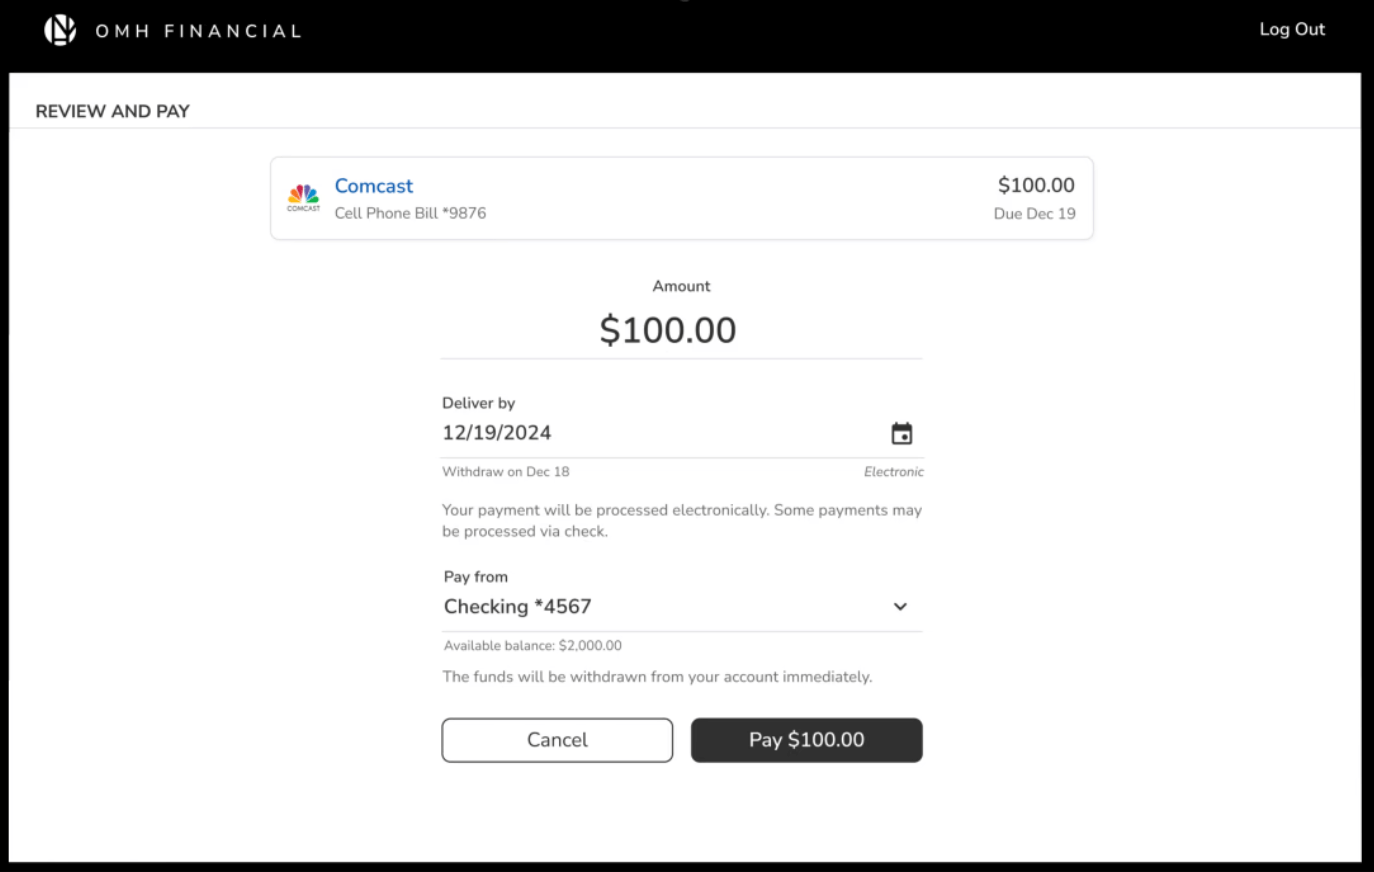 OMH FINANCIAL
Log Out
REVIEW AND PAY
COMCAST
Comcast
Cell Phone Bill *9876
$100.00
Due Dec 19
Amount
$100.00
Deliver by
12/19/2024
Withdraw on Dec 18
Electronic
Your payment will be processed electronically. Some payments may
be processed via check.
Pay from
Checking *4567
Available balance: $2,000.00
The funds will be withdrawn from your account immediately.
Cancel
Pay $100.00